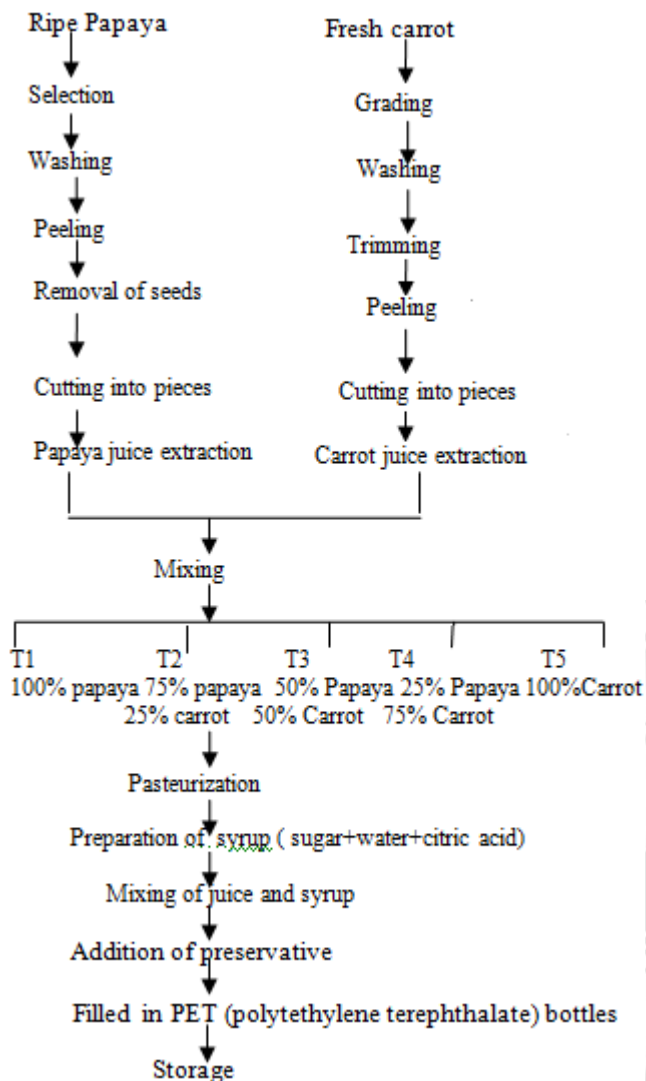 Ripe Papaya
Fresh carrot
Selection
Grading
Washing
Washing
Peeling
Trimming
Removal of seeds
Peeling
Cutting into pieces
Cutting into pieces
Papaya juice extraction
Carrot juice extraction
Mixing
T1 T2 T3 T4 T5
100% papaya 75% papaya 50% Papaya 25% Papaya 100%Carrot
25% carrot 50% Carrot 75% Carrot
Pasteurization
Preparation of syrup ( sugar+water+citric acid)
Mixing of juice and syrup
Addition of preservative
Filled in PET (polytethylene terephthalate) bottles
Storage